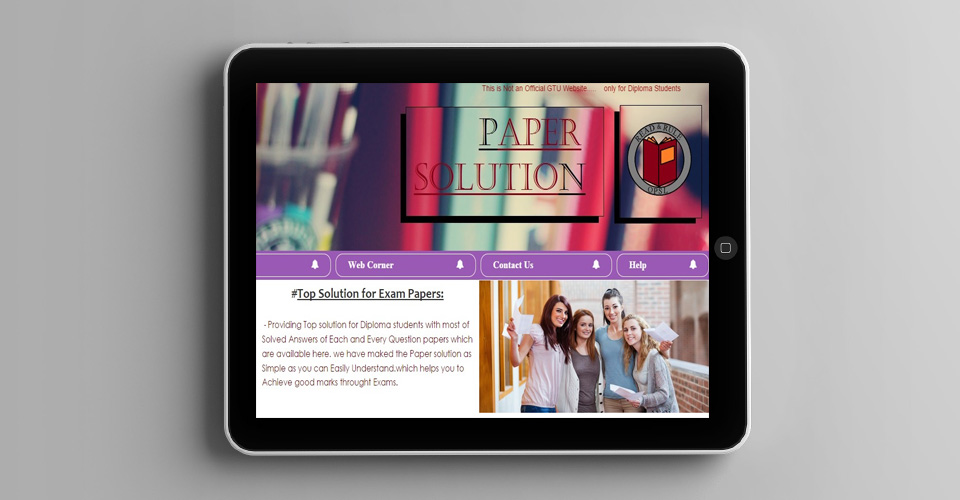 This is Not an Official GTU Website.... only for Diploma Students
PAPER
SOLUTION
READ & RULE
OPSI
Web Corner
Contact Us
Help
#Top Solution for Exam Papers:
- Providing Top solution for Diploma students with most of
Solved Answers of Each and Every Question papers which
are available here. we have maked the Paper solution as
Simple as you can Easily Understand.which helps you to
Achieve good marks throught Exams.